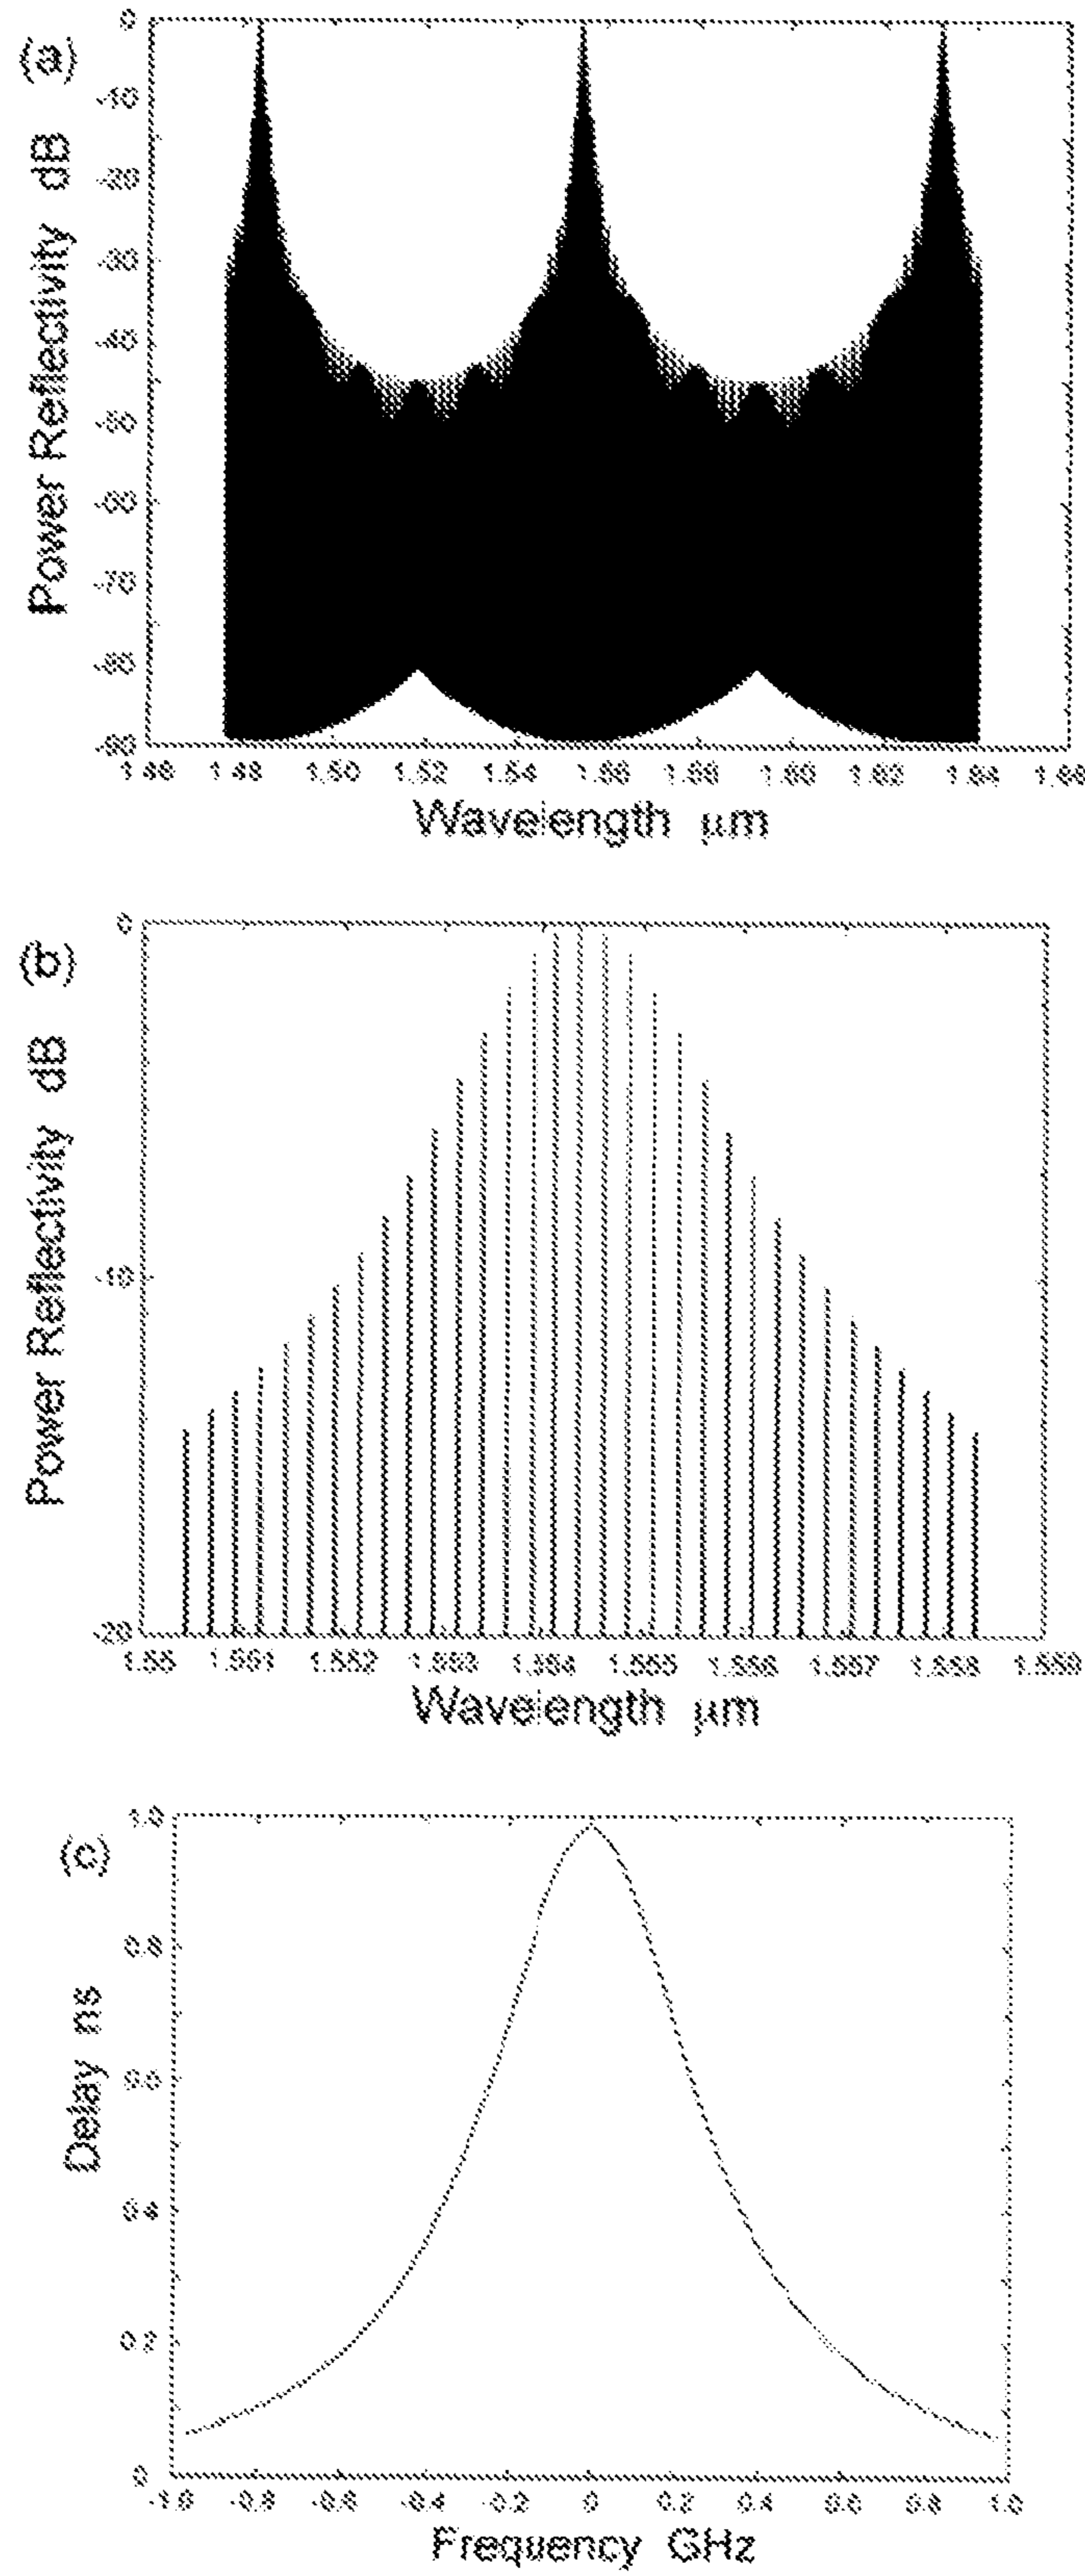 (a)
Power Reflectivity dB
0
-10
-20
-30
-40
-50
-60
-70
-80
-90
1.46 1.48 1.50 1.52 1.54 1.56 1.58 1.60 1.62 1.64 1.66
Wavelength μm
(b)
Power Reflectivity dB
0
-10
-20
1.55 1.551 1.552 1.553 1.554 1.555 1.556 1.557 1.558 1.559
Wavelength μm
(c)
Delay ns
1.0
0.8
0.6
0.4
0.2
0
-1.0 -0.8 -0.6 -0.4 -0.2 0 0.2 0.4 0.6 0.8 1.0
Frequency GHz